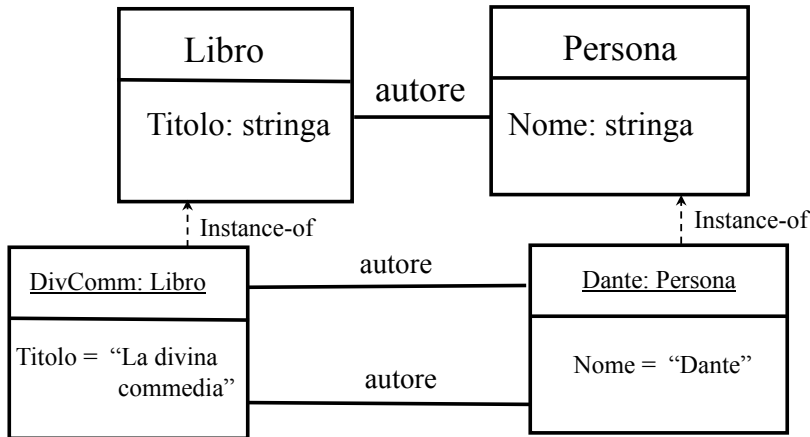 Libro
Persona
autore
Titolo: stringa
Nome: stringa
Instance-of
Instance-of
DivComm: Libro
autore
Dante: Persona
Titolo = “La divina
commedia”
autore
Nome = “Dante”